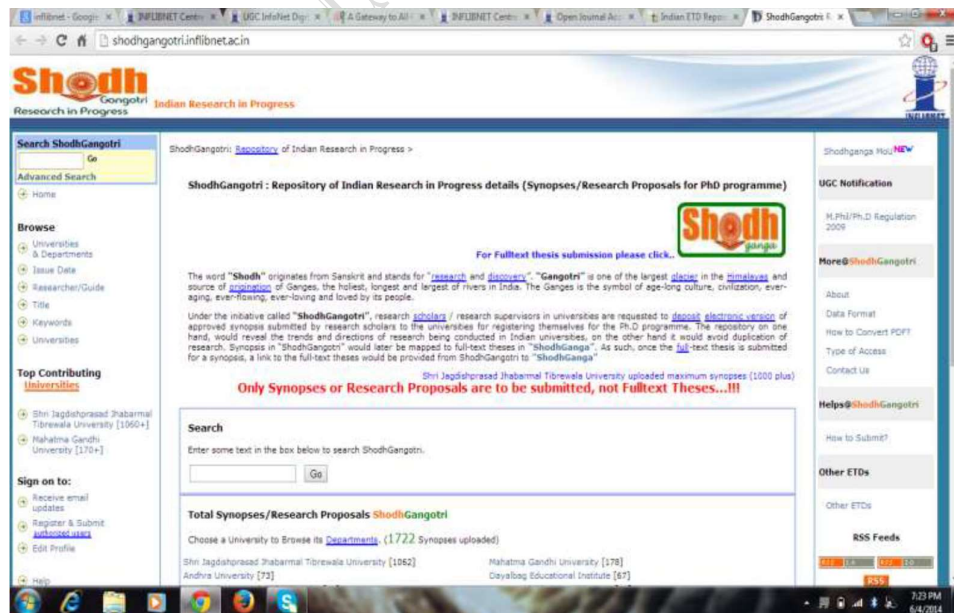 inflibnet - Googl
INFLIBNET Centre
UGC InfoNet Digi
A Gateway to All
INFLIBNET Centre
Open Journal Acc
Indian ETD Repos
ShodhGangotri R
shodhgangotri.inflibnet.ac.in
Shodh
Gangotri
Research in Progress
Indian Research in Progress
INFLIBNET
Search ShodhGangotri
Go
Advanced Search
Home
Browse
Universities
& Departments
Issue Date
Researcher/Guide
Title
Keywords
Universities
Top Contributing
Universities
Shri Jagdishprasad Jhabarmal
Tibrewala University [1060+]
Mahatma Gandhi
University [170+]
Sign on to:
Receive email
updates
Register & Submit
authorized users
Edit Profile
Help
ShodhGangotri: Repository of Indian Research in Progress >
ShodhGangotri : Repository of Indian Research in Progress details (Synopses/Research Proposals for PhD programme)
Shodh
ganga
For Fulltext thesis submission please click..
The word "Shodh" originates from Sanskrit and stands for "research and discovery". "Gangotri" is one of the largest glacier in the Himalayas and
source of origination of Ganges, the holiest, longest and largest of rivers in India. The Ganges is the symbol of age-long culture, civilization, ever-
aging, ever-flowing, ever-loving and loved by its people.
Under the initiative called "ShodhGangotri", research scholars / research supervisors in universities are requested to deposit electronic version of
approved synopsis submitted by research scholars to the universities for registering themselves for the Ph.D programme. The repository on one
hand, would reveal the trends and directions of research being conducted in Indian universities, on the other hand it would avoid duplication of
research. Synopsis in "ShodhGangotri" would later be mapped to full-text theses in "ShodhGanga". As such, once the full-text thesis is submitted
for a synopsis, a link to the full-text theses would be provided from ShodhGangotri to "ShodhGanga"
Shri Jagdishprasad Jhabarmal Tibrewala University uploaded maximum synopses (1000 plus)
Only Synopses or Research Proposals are to be submitted, not Fulltext Theses...!!!
Search
Enter some text in the box below to search ShodhGangotri.
Go
Total Synopses/Research Proposals ShodhGangotri
Choose a University to Browse its Departments. (1722 Synopses uploaded)
Shri Jagdishprasad Jhabarmal Tibrewala University [1062]
Mahatma Gandhi University [178]
Andhra University [73]
Dayalbag Educational Institute [67]
Shodhganga MoU NEW
UGC Notification
M.Phil/Ph.D Regulation
2009
More@ShodhGangotri
About
Data Format
How to Convert PDF?
Type of Access
Contact Us
Helps@ShodhGangotri
How to Submit?
Other ETDs
Other ETDs
RSS Feeds
RSS 1.0
RSS 2.0
RSS
7:23 PM
6/4/2014